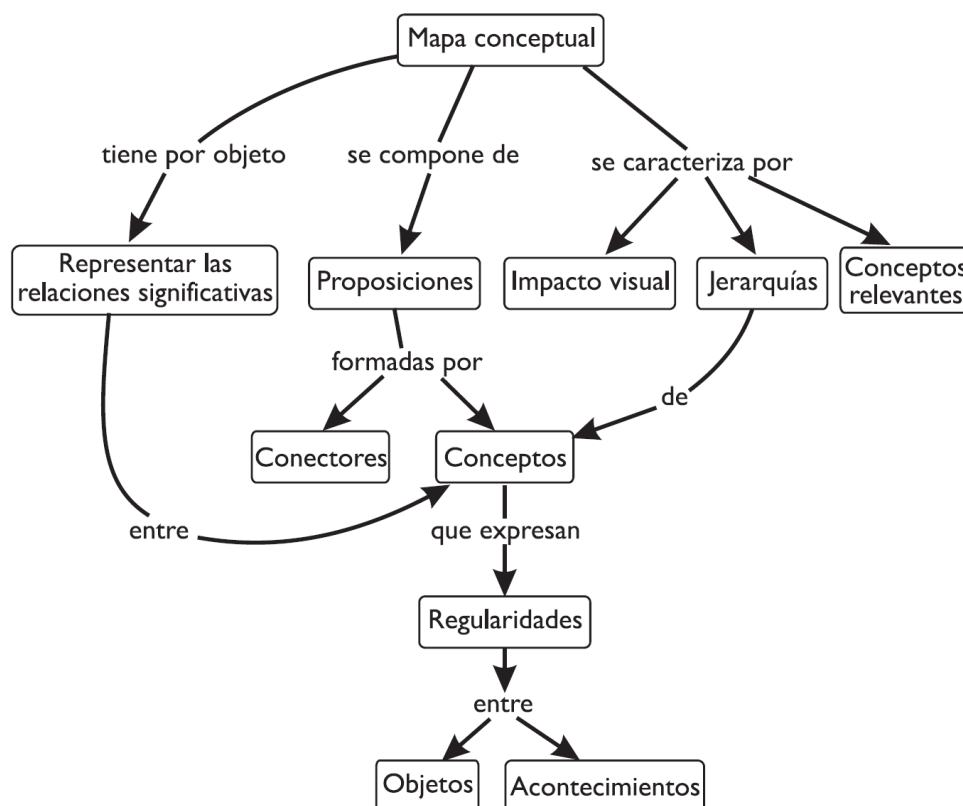 Mapa conceptual
tiene por objeto
se compone de
se caracteriza por
Representar las
relaciones significativas
Proposiciones
Impacto visual
Jerarquías
Conceptos
relevantes
formadas por
de
Conectores
Conceptos
entre
que expresan
Regularidades
entre
Objetos
Acontecimientos